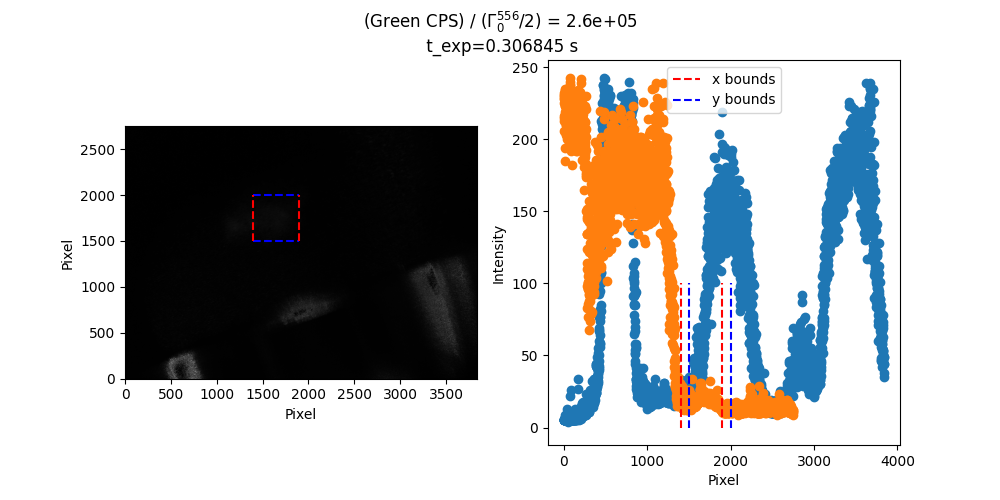 (Green CPS) / (Γ₀⁵⁵⁶/2) = 2.6e+05
t_exp=0.306845 s
2500
2000
1500
1000
500
0
Pixel
0 500 1000 1500 2000 2500 3000 3500
Pixel
250
200
150
100
50
0
Intensity
x bounds
y bounds
0 1000 2000 3000 4000
Pixel